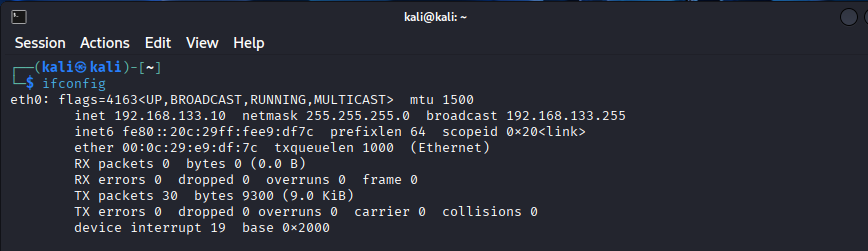 kali@kali: ~
Session Actions Edit View Help
┌──(kali㉿kali)-[~]
└─$ ifconfig
eth0: flags=4163<UP,BROADCAST,RUNNING,MULTICAST>  mtu 1500
        inet 192.168.133.10  netmask 255.255.255.0  broadcast 192.168.133.255
        inet6 fe80::20c:29ff:fee9:df7c  prefixlen 64  scopeid 0×20<link>
        ether 00:0c:29:e9:df:7c  txqueuelen 1000  (Ethernet)
        RX packets 0  bytes 0 (0.0 B)
        RX errors 0  dropped 0  overruns 0  frame 0
        TX packets 30  bytes 9300 (9.0 KiB)
        TX errors 0  dropped 0 overruns 0  carrier 0  collisions 0
        device interrupt 19  base 0×2000